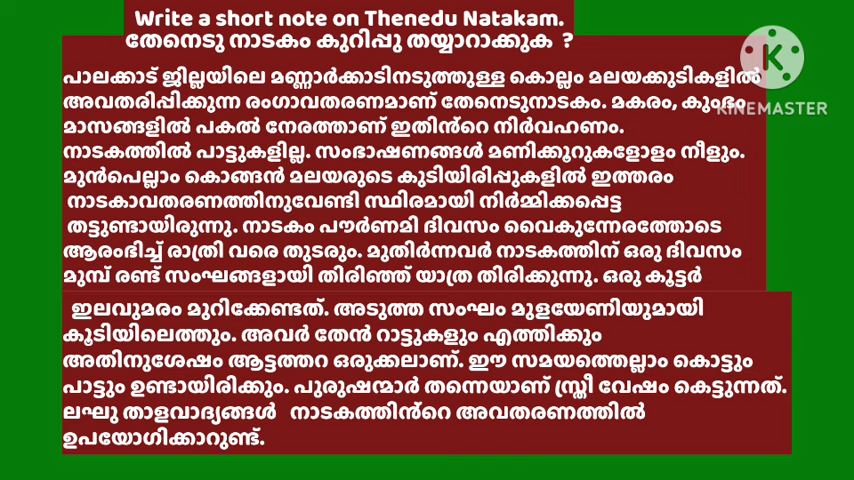 Write a short note on Thenedu Natakam.
തേനെടു നാടകം കുറിപ്പു തയ്യാറാക്കുക ?
പാലക്കാട് ജില്ലയിലെ മണ്ണാർക്കാടിനടുത്തുള്ള കൊല്ലം മലയക്കുടികളിൽ
അവതരിപ്പിക്കുന്ന രംഗാവതരണമാണ് തേനെടുനാടകം. മകരം, കുംഭം
മാസങ്ങളിൽ പകൽ നേരത്താണ് ഇതിൻറെ നിർവഹണം.
നാടകത്തിൽ പാട്ടുകളില്ല. സംഭാഷണങ്ങൾ മണിക്കൂറുകളോളം നീളും.
മുൻപെല്ലാം കൊങ്ങൻ മലയരുടെ കുടിയിരിപ്പുകളിൽ ഇത്തരം
നാടകാവതരണത്തിനുവേണ്ടി സ്ഥിരമായി നിർമ്മിക്കപ്പെട്ട
തട്ടുണ്ടായിരുന്നു. നാടകം പൗർണമി ദിവസം വൈകുന്നേരത്തോടെ
ആരംഭിച്ച് രാത്രി വരെ തുടരും. മുതിർന്നവർ നാടകത്തിന് ഒരു ദിവസം
മുമ്പ് രണ്ട് സംഘങ്ങളായി തിരിഞ്ഞ് യാത്ര തിരിക്കുന്നു. ഒരു കൂട്ടർ
ഇലവുമരം മുറിക്കേണ്ടത്. അടുത്ത സംഘം മുളയേണിയുമായി
കൂടിയിലെത്തും. അവർ തേൻ റാട്ടുകളും എത്തിക്കും
അതിനുശേഷം ആട്ടത്തറ ഒരുക്കലാണ്. ഈ സമയത്തെല്ലാം കൊട്ടും
പാട്ടും ഉണ്ടായിരിക്കും. പുരുഷന്മാർ തന്നെയാണ് സ്ത്രീ വേഷം കെട്ടുന്നത്.
ലഘു താളവാദ്യങ്ങൾ നാടകത്തിൻറെ അവതരണത്തിൽ
ഉപയോഗിക്കാറുണ്ട്.
K
KINEMASTER